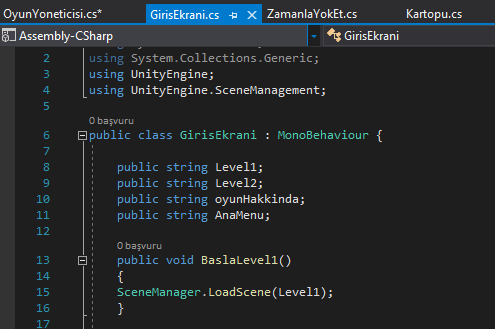 OyunYoneticisi.cs* GirisEkrani.cs ZamanlaYokEt.cs Kartopu.cs
Assembly-CSharp GirisEkrani
2 using System.Collections.Generic;
3 using UnityEngine;
4 using UnityEngine.SceneManagement;
5
0 başvuru
6 public class GirisEkrani : MonoBehaviour {
7
8 public string Level1;
9 public string Level2;
10 public string oyunHakkinda;
11 public string AnaMenu;
12
0 başvuru
13 public void BaslaLevel1()
14 {
15 SceneManager.LoadScene(Level1);
16 }
17